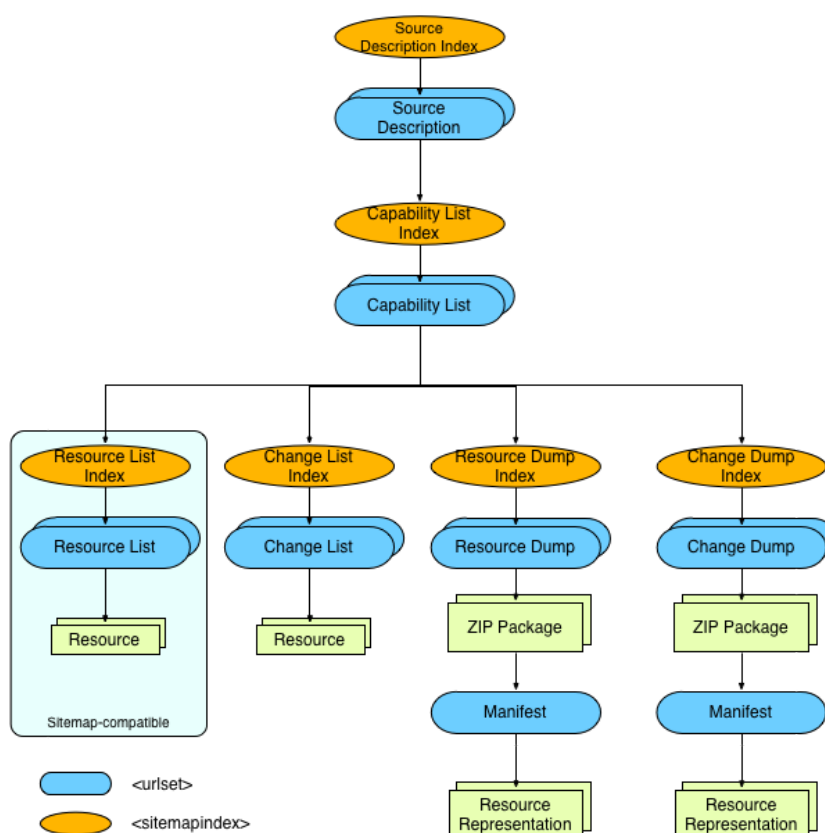 Source
Description Index
Source
Description
Capability List
Index
Capability List
Resource List
Index
Change List
Index
Resource Dump
Index
Change Dump
Index
Resource List
Change List
Resource Dump
Change Dump
Resource
Resource
ZIP Package
ZIP Package
Sitemap-compatible
Manifest
Manifest
<urlset>
<sitemapindex>
Resource
Representation
Resource
Representation